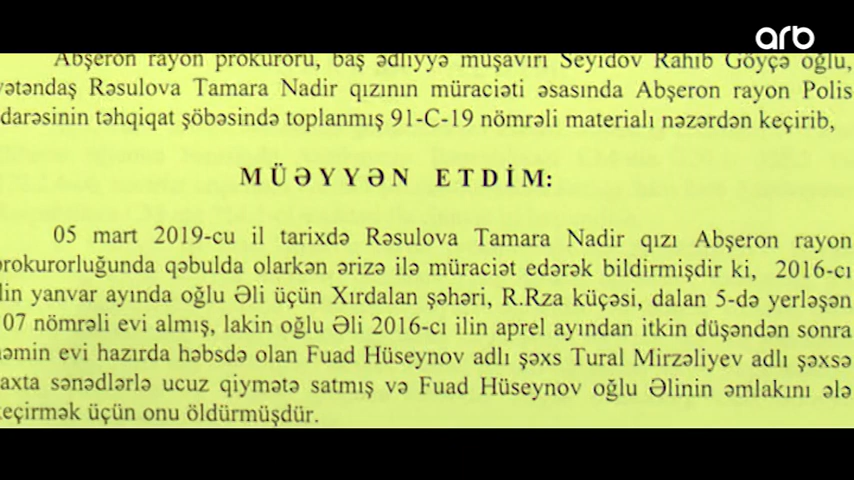 arb
Abşeron rayon prokuroru, baş ədliyyə müşaviri Seyidov Rahib Göyçə oğlu,
vətəndaş Rəsulova Tamara Nadir qızının müraciəti əsasında Abşeron rayon Polis
darəsinin təhqiqat şöbəsində toplanmış 91-C-19 nömrəli materialı nəzərdən keçirib,
MÜƏYYƏN ETDİM:
05 mart 2019-cu il tarixdə Rəsulova Tamara Nadir qızı Abşeron rayon
prokurorluğunda qəbulda olarkən ərizə ilə müraciət edərək bildirmişdir ki, 2016-cı
ilin yanvar ayında oğlu Əli üçün Xırdalan şəhəri, R.Rza küçəsi, dalan 5-də yerləşən
07 nömrəli evi almış, lakin oğlu Əli 2016-cı ilin aprel ayından itkin düşəndən sonra
həmin evi hazırda həbsdə olan Fuad Hüseynov adlı şəxs Tural Mirzəliyev adlı şəxsə
axta sənədlərlə ucuz qiymətə satmış və Fuad Hüseynov oğlu Əlinin əmlakını ələ
keçirmək üçün onu öldürmüşdür.